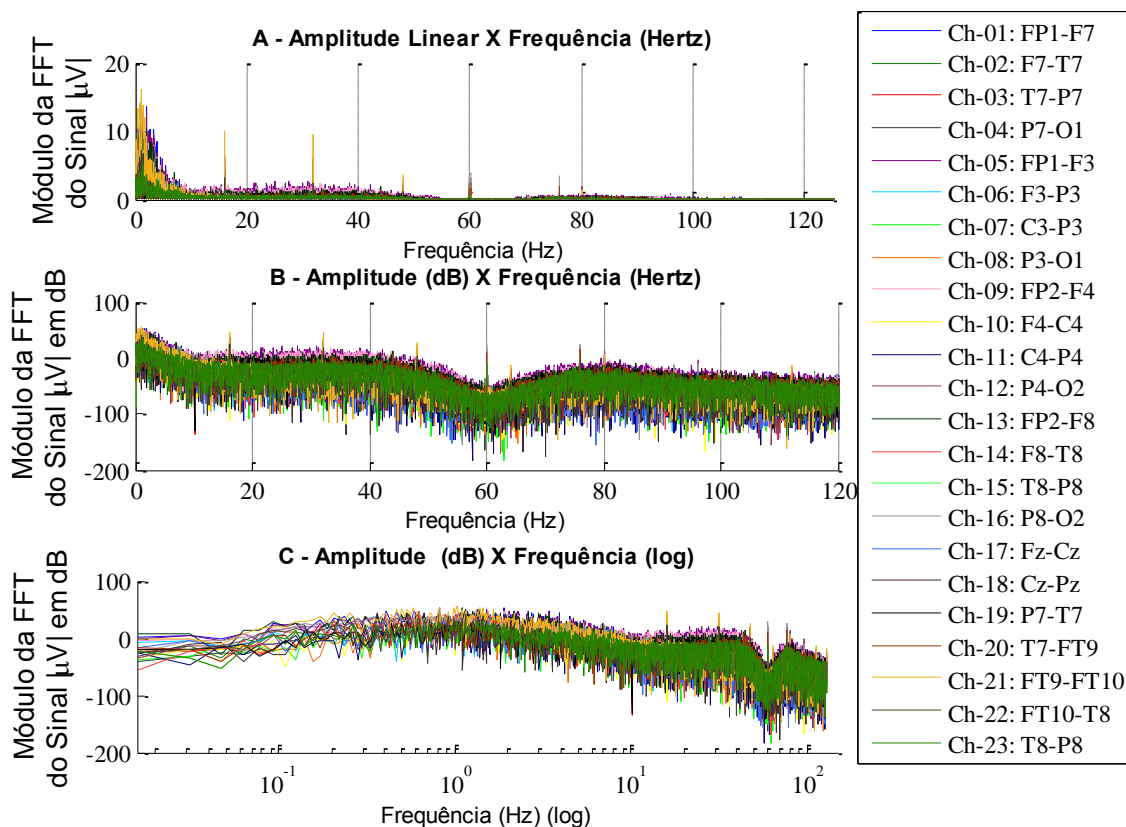 A - Amplitude Linear X Frequência (Hertz)
Módulo da FFT
do Sinal |µV|
20
10
0
0 20 40 60 80 100 120
Frequência (Hz)
B - Amplitude (dB) X Frequência (Hertz)
Módulo da FFT
do Sinal |µV| em dB
100
0
-100
-200
0 20 40 60 80 100 120
Frequência (Hz)
C - Amplitude (dB) X Frequência (log)
Módulo da FFT
do Sinal |µV| em dB
100
0
-100
-200
10^-1 10^0 10^1 10^2
Frequência (Hz) (log)
Ch-01: FP1-F7
Ch-02: F7-T7
Ch-03: T7-P7
Ch-04: P7-O1
Ch-05: FP1-F3
Ch-06: F3-P3
Ch-07: C3-P3
Ch-08: P3-O1
Ch-09: FP2-F4
Ch-10: F4-C4
Ch-11: C4-P4
Ch-12: P4-O2
Ch-13: FP2-F8
Ch-14: F8-T8
Ch-15: T8-P8
Ch-16: P8-O2
Ch-17: Fz-Cz
Ch-18: Cz-Pz
Ch-19: P7-T7
Ch-20: T7-FT9
Ch-21: FT9-FT10
Ch-22: FT10-T8
Ch-23: T8-P8